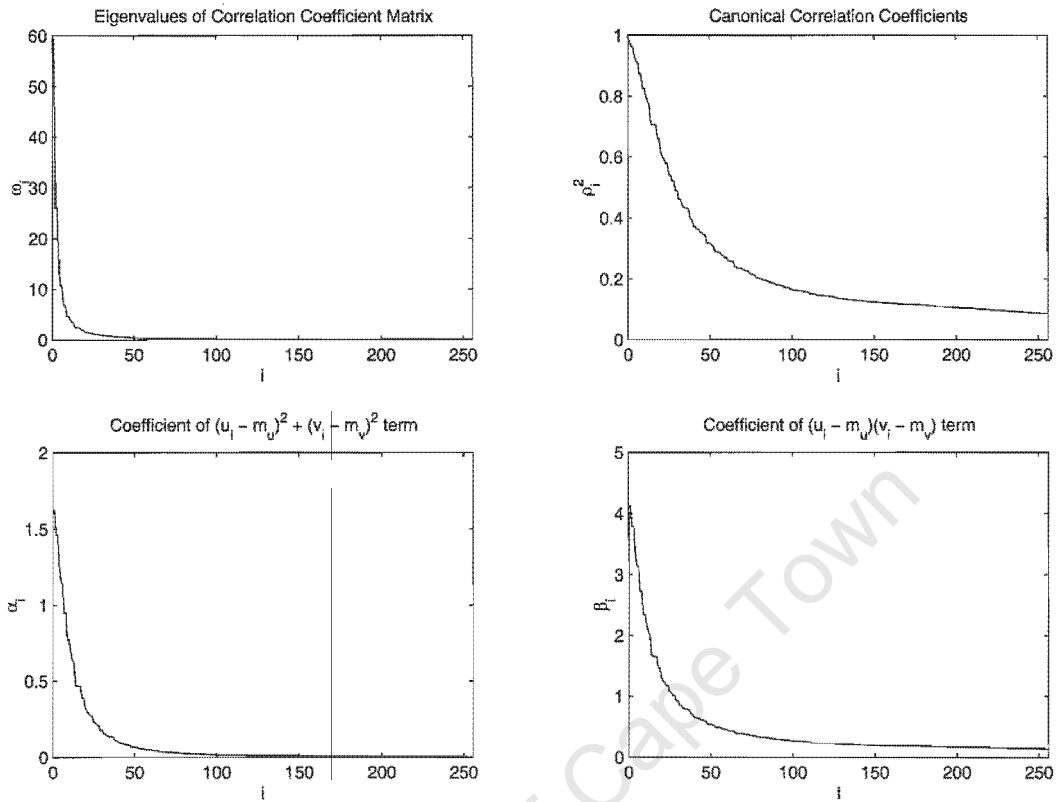 Eigenvalues of Correlation Coefficient Matrix
60
50
40
30
20
10
0
ω_i
0 50 100 150 200 250
i
Canonical Correlation Coefficients
1
0.8
0.6
0.4
0.2
0
ρ_i^2
0 50 100 150 200 250
i
Coefficient of (u_i – m_u)^2 + (v_i – m_v)^2 term
2
1.5
1
0.5
0
α_i
0 50 100 150 200 250
i
Coefficient of (u_i – m_u)(v_i – m_v) term
5
4
3
2
1
0
β_i
0 50 100 150 200 250
i
Cape Town